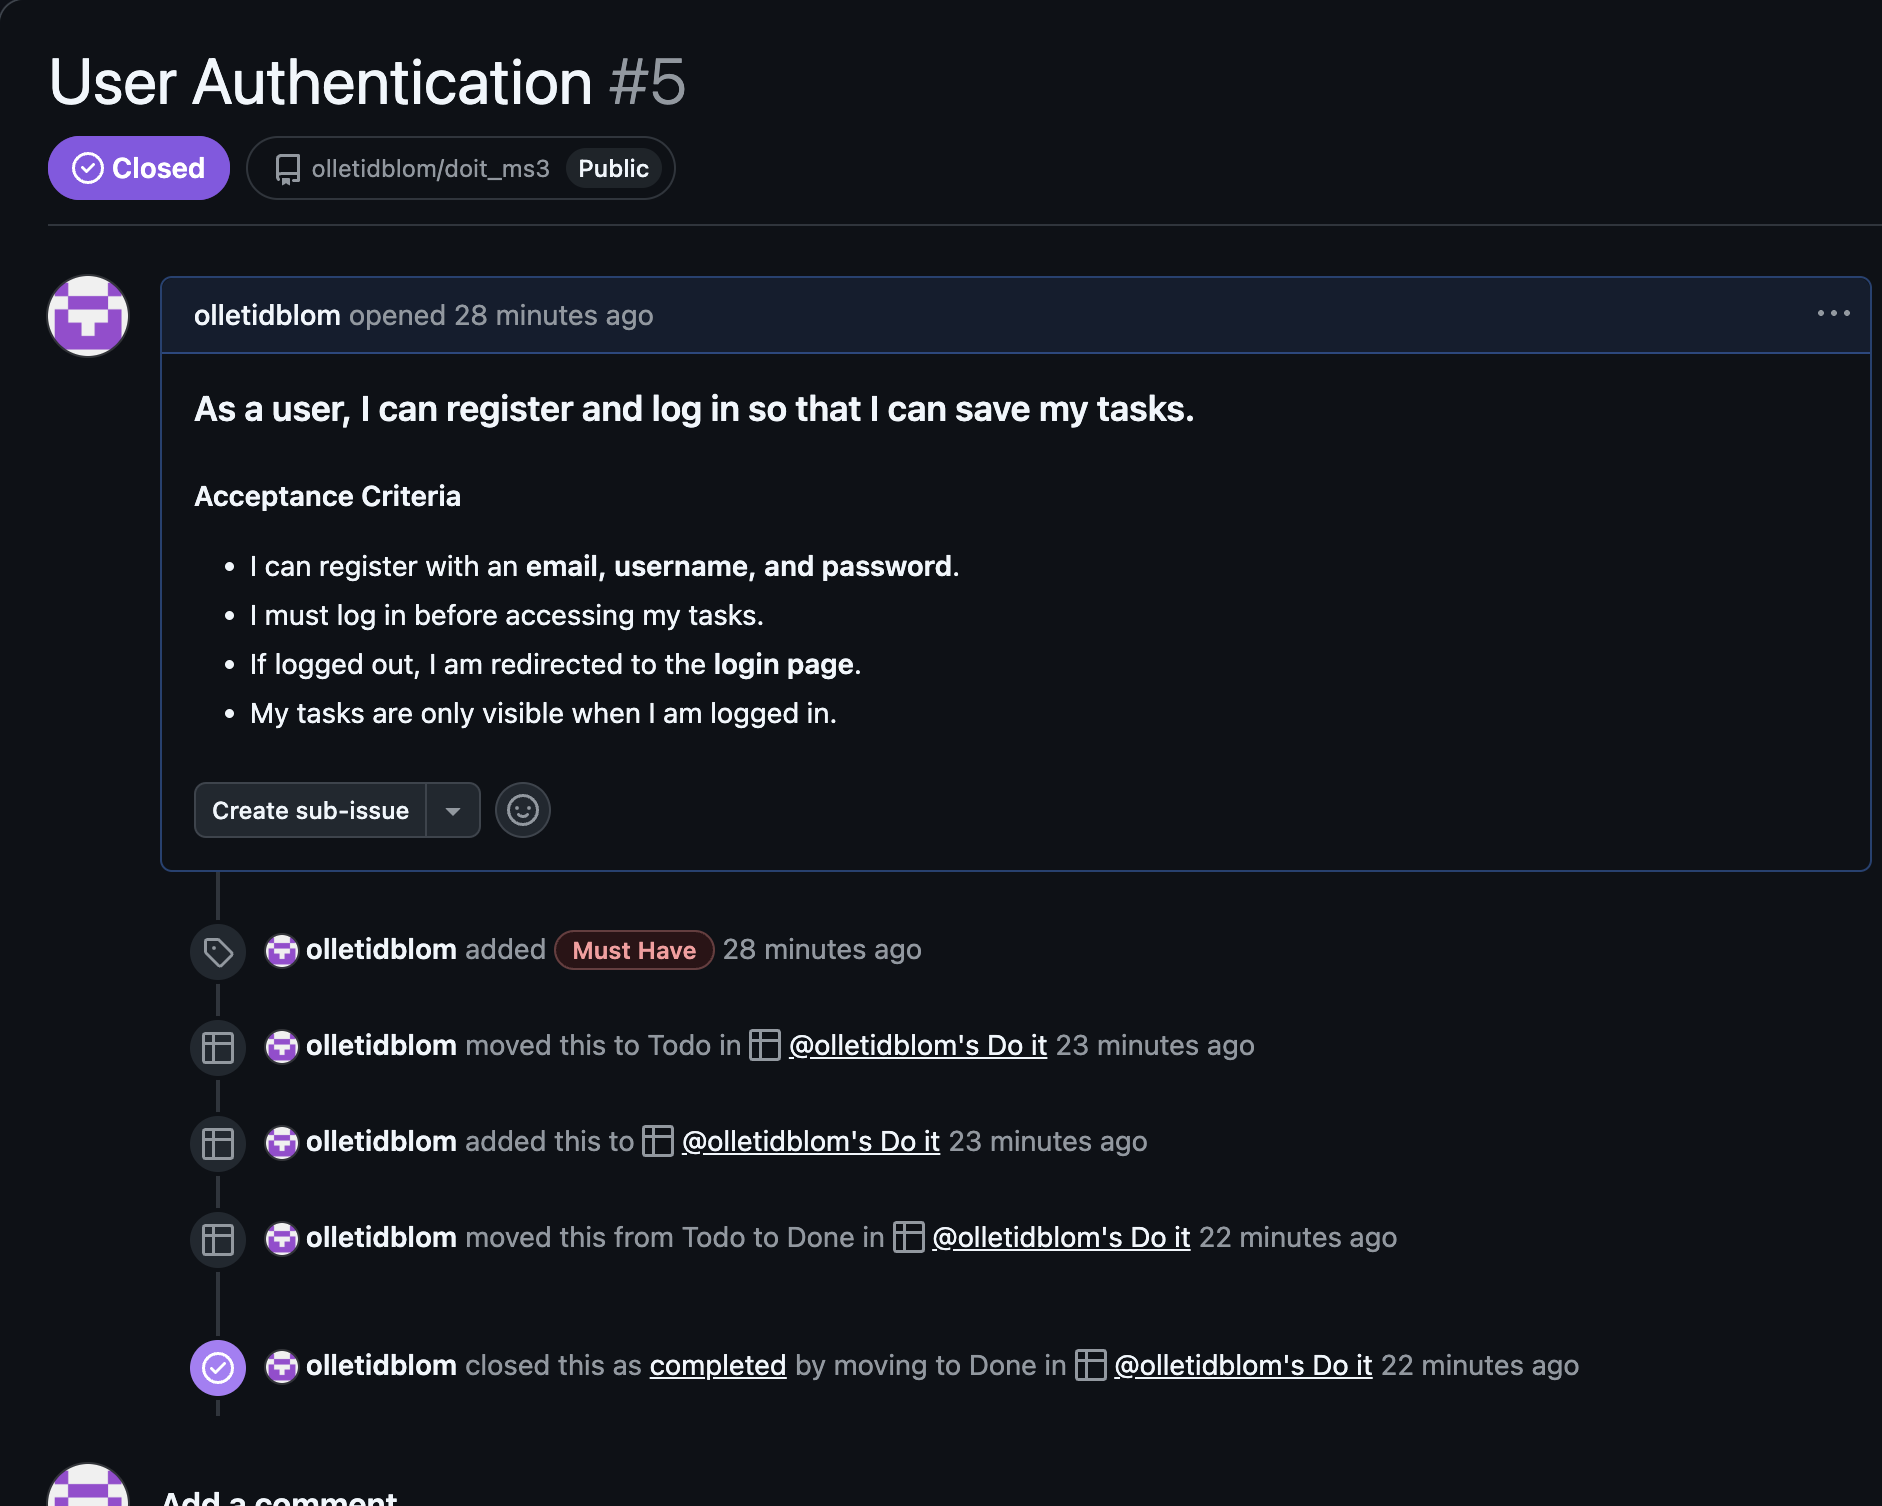 User Authentication #5
Closed olletidblom/doit_ms3 Public
olletidblom opened 28 minutes ago
As a user, I can register and log in so that I can save my tasks.
Acceptance Criteria
• I can register with an email, username, and password.
• I must log in before accessing my tasks.
• If logged out, I am redirected to the login page.
• My tasks are only visible when I am logged in.
Create sub-issue
olletidblom added Must Have 28 minutes ago
olletidblom moved this to Todo in @olletidblom's Do it 23 minutes ago
olletidblom added this to @olletidblom's Do it 23 minutes ago
olletidblom moved this from Todo to Done in @olletidblom's Do it 22 minutes ago
olletidblom closed this as completed by moving to Done in @olletidblom's Do it 22 minutes ago
Add a comment